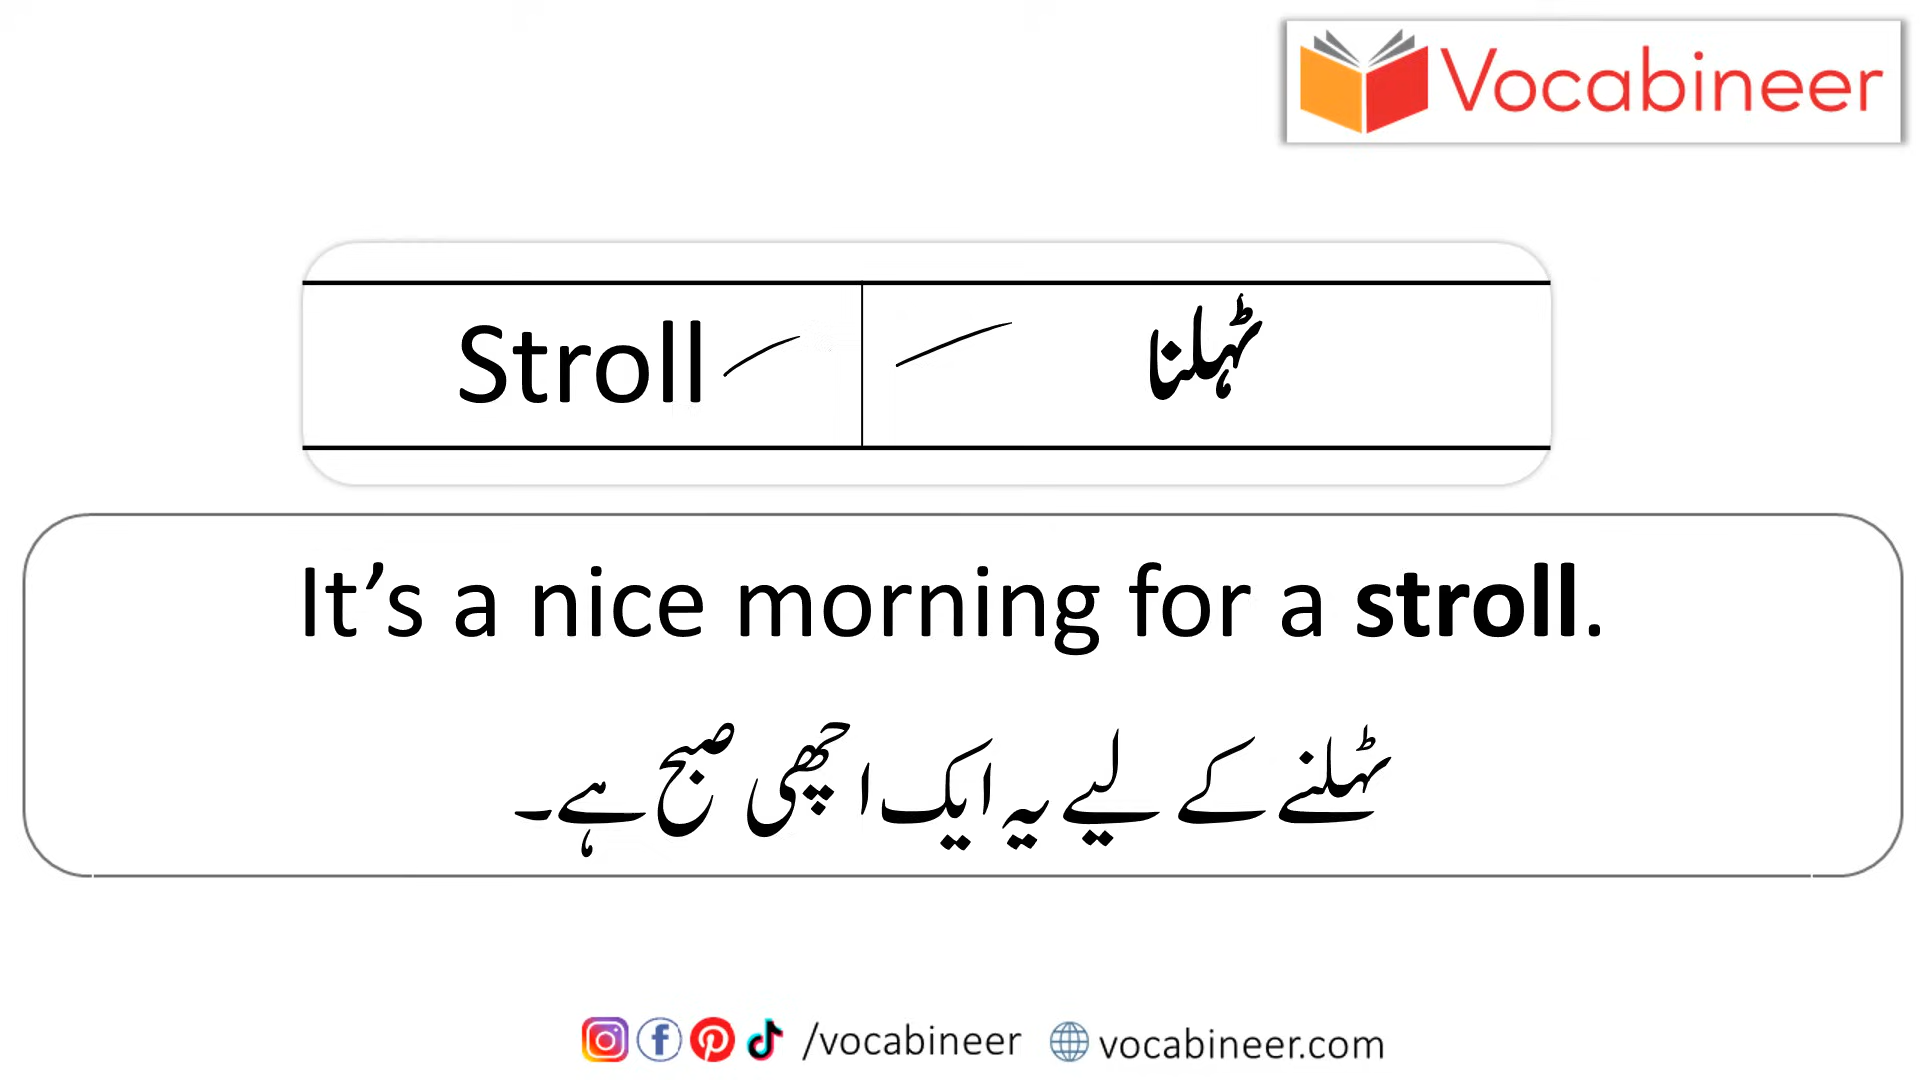 Vocabineer
Stroll ٹہلنا
It’s a nice morning for a stroll.
ٹہلنے کے لیے یہ ایک اچھی صبح ہے۔
/vocabineer vocabineer.com